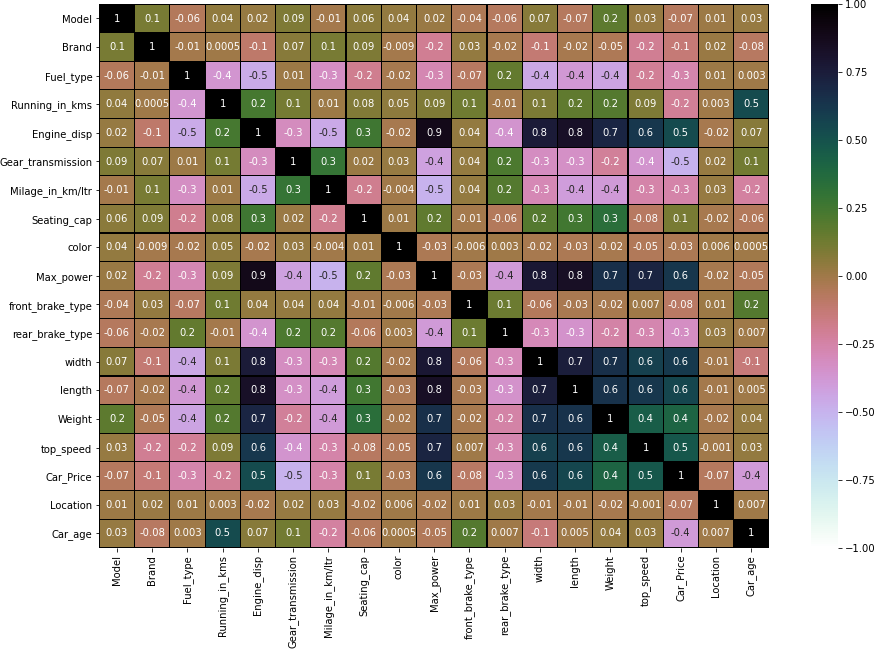 Model 1 0.1 -0.06 0.04 0.02 0.09 -0.01 0.06 0.04 0.02 -0.04 -0.06 0.07 -0.07 0.2 0.03 -0.07 0.01 0.03
Brand 0.1 1 -0.01 0.0005 -0.1 0.07 0.1 0.09 -0.009 -0.2 0.03 -0.02 -0.1 -0.02 -0.05 -0.2 -0.1 0.02 -0.08
Fuel_type -0.06 -0.01 1 -0.4 -0.5 0.01 -0.3 -0.2 -0.02 -0.3 -0.07 0.2 -0.4 -0.4 -0.4 -0.2 -0.3 0.01 0.003
Running_in_kms 0.04 0.0005 -0.4 1 0.2 0.1 0.01 0.08 0.05 0.09 0.1 -0.01 0.1 0.2 0.2 0.09 -0.2 0.003 0.5
Engine_disp 0.02 -0.1 -0.5 0.2 1 -0.3 -0.5 0.3 -0.02 0.9 0.04 -0.4 0.8 0.8 0.7 0.6 0.5 -0.02 0.07
Gear_transmission 0.09 0.07 0.01 0.1 -0.3 1 0.3 0.02 0.03 -0.4 0.04 0.2 -0.3 -0.3 -0.2 -0.4 -0.5 0.02 0.1
Milage_in_km/ltr -0.01 0.1 -0.3 0.01 -0.5 0.3 1 -0.2 -0.004 -0.5 0.04 0.2 -0.3 -0.4 -0.4 -0.3 -0.3 0.03 -0.2
Seating_cap 0.06 0.09 -0.2 0.08 0.3 0.02 -0.2 1 0.01 0.2 -0.01 -0.06 0.2 0.3 0.3 -0.08 0.1 -0.02 -0.06
color 0.04 -0.009 -0.02 0.05 -0.02 0.03 -0.004 0.01 1 -0.03 -0.006 0.003 -0.02 -0.03 -0.02 -0.05 -0.03 0.006 0.0005
Max_power 0.02 -0.2 -0.3 0.09 0.9 -0.4 -0.5 0.2 -0.03 1 -0.03 -0.4 0.8 0.8 0.7 0.7 0.6 -0.02 -0.05
front_brake_type -0.04 0.03 -0.07 0.1 0.04 0.04 0.04 -0.01 -0.006 -0.03 1 0.1 -0.06 -0.03 -0.02 0.007 -0.08 0.01 0.2
rear_brake_type -0.06 -0.02 0.2 -0.01 -0.4 0.2 0.2 -0.06 0.003 -0.4 0.1 1 -0.3 -0.3 -0.2 -0.3 -0.3 0.03 0.007
width 0.07 -0.1 -0.4 0.1 0.8 -0.3 -0.3 0.2 -0.02 0.8 -0.06 -0.3 1 0.7 0.7 0.6 0.6 -0.01 -0.1
length -0.07 -0.02 -0.4 0.2 0.8 -0.3 -0.4 0.3 -0.03 0.8 -0.03 -0.3 0.7 1 0.6 0.6 0.6 -0.01 0.005
Weight 0.2 -0.05 -0.4 0.2 0.7 -0.2 -0.4 0.3 -0.02 0.7 -0.02 -0.2 0.7 0.6 1 0.4 0.4 -0.02 0.04
top_speed 0.03 -0.2 -0.2 0.09 0.6 -0.4 -0.3 -0.08 -0.05 0.7 0.007 -0.3 0.6 0.6 0.4 1 0.5 -0.001 0.03
Car_Price -0.07 -0.1 -0.3 -0.2 0.5 -0.5 -0.3 0.1 -0.03 0.6 -0.08 -0.3 0.6 0.6 0.4 0.5 1 -0.07 -0.4
Location 0.01 0.02 0.01 0.003 -0.02 0.02 0.03 -0.02 0.006 -0.02 0.01 0.03 -0.01 -0.01 -0.02 -0.001 -0.07 1 0.007
Car_age 0.03 -0.08 0.003 0.5 0.07 0.1 -0.2 -0.06 0.0005 -0.05 0.2 0.007 -0.1 0.005 0.04 0.03 -0.4 0.007 1
Model Brand Fuel_type Running_in_kms Engine_disp Gear_transmission Milage_in_km/ltr Seating_cap color Max_power front_brake_type rear_brake_type width length Weight top_speed Car_Price Location Car_age
1.00
0.75
0.50
0.25
0.00
−0.25
−0.50
−0.75
−1.00